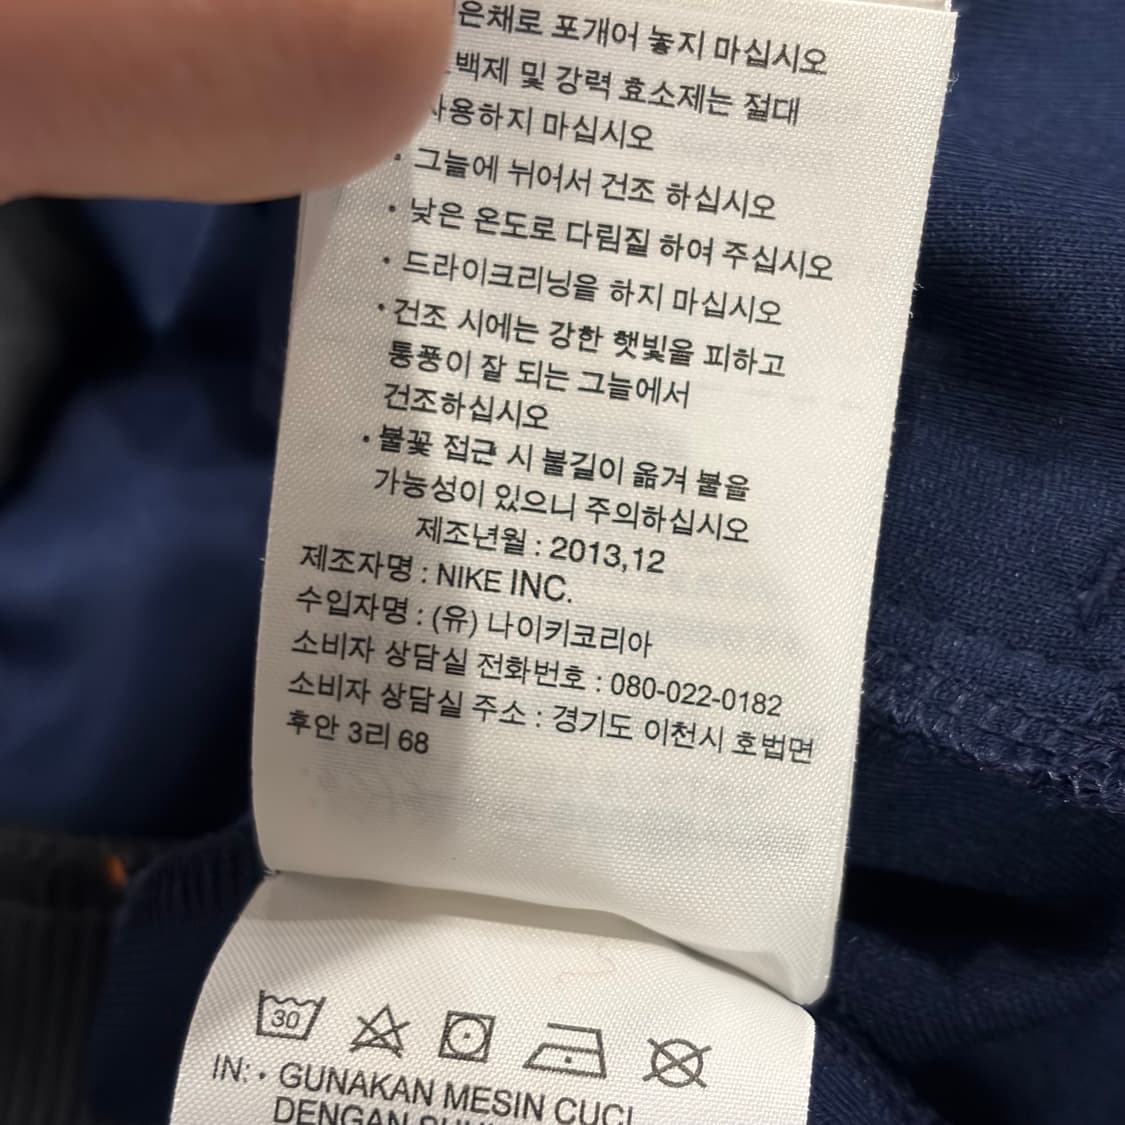 은채로 포개어 놓지 마십시오
백제 및 강력 효소제는 절대
사용하지 마십시오
· 그늘에 뉘어서 건조 하십시오
· 낮은 온도로 다림질 하여 주십시오
· 드라이크리닝을 하지 마십시오
· 건조 시에는 강한 햇빛을 피하고
통풍이 잘 되는 그늘에서
건조하십시오
· 불꽃 접근 시 불길이 옮겨 붙을
가능성이 있으니 주의하십시오
제조년월 : 2013,12
제조자명 : NIKE INC.
수입자명 : (유) 나이키코리아
소비자 상담실 전화번호 : 080-022-0182
소비자 상담실 주소 : 경기도 이천시 호법면
후안 3리 68
30
IN: · GUNAKAN MESIN CUCI
DENGAN